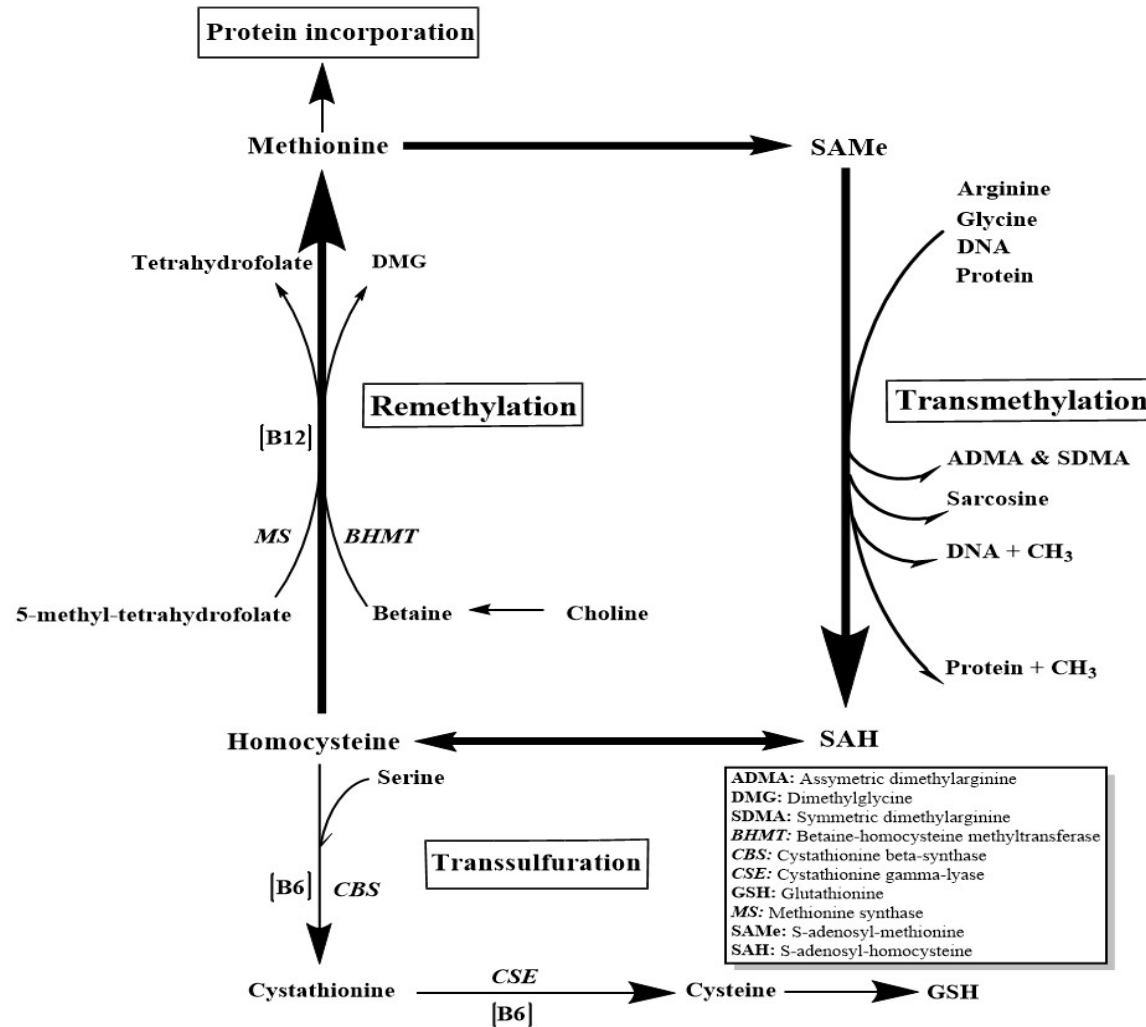 Protein incorporation
Methionine
SAMe
Arginine
Glycine
DNA
Protein
Tetrahydrofolate
DMG
Remethylation
Transmethylation
[B12]
ADMA & SDMA
Sarcosine
MS
BHMT
DNA + CH₃
5-methyl-tetrahydrofolate
Betaine
Choline
Protein + CH₃
Homocysteine
SAH
Serine
Transsulfuration
[B6]
CBS
ADMA: Assymetric dimethylarginine
DMG: Dimethylglycine
SDMA: Symmetric dimethylarginine
BHMT: Betaine-homocysteine methyltransferase
CBS: Cystathionine beta-synthase
CSE: Cystathionine gamma-lyase
GSH: Glutathionine
MS: Methionine synthase
SAMe: S-adenosyl-methionine
SAH: S-adenosyl-homocysteine
Cystathionine
CSE
[B6]
Cysteine
GSH